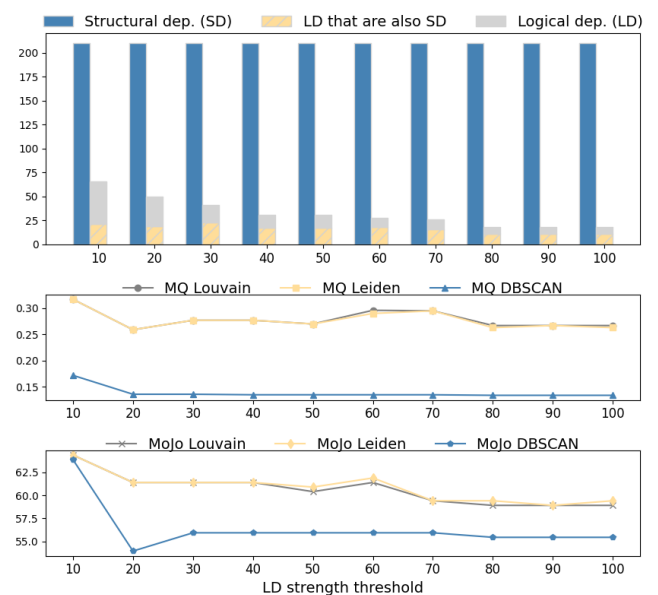 Structural dep. (SD) LD that are also SD Logical dep. (LD)
200
175
150
125
100
75
50
25
0
10 20 30 40 50 60 70 80 90 100
MQ Louvain MQ Leiden MQ DBSCAN
0.30
0.25
0.20
0.15
10 20 30 40 50 60 70 80 90 100
MoJo Louvain MoJo Leiden MoJo DBSCAN
62.5
60.0
57.5
55.0
10 20 30 40 50 60 70 80 90 100
LD strength threshold